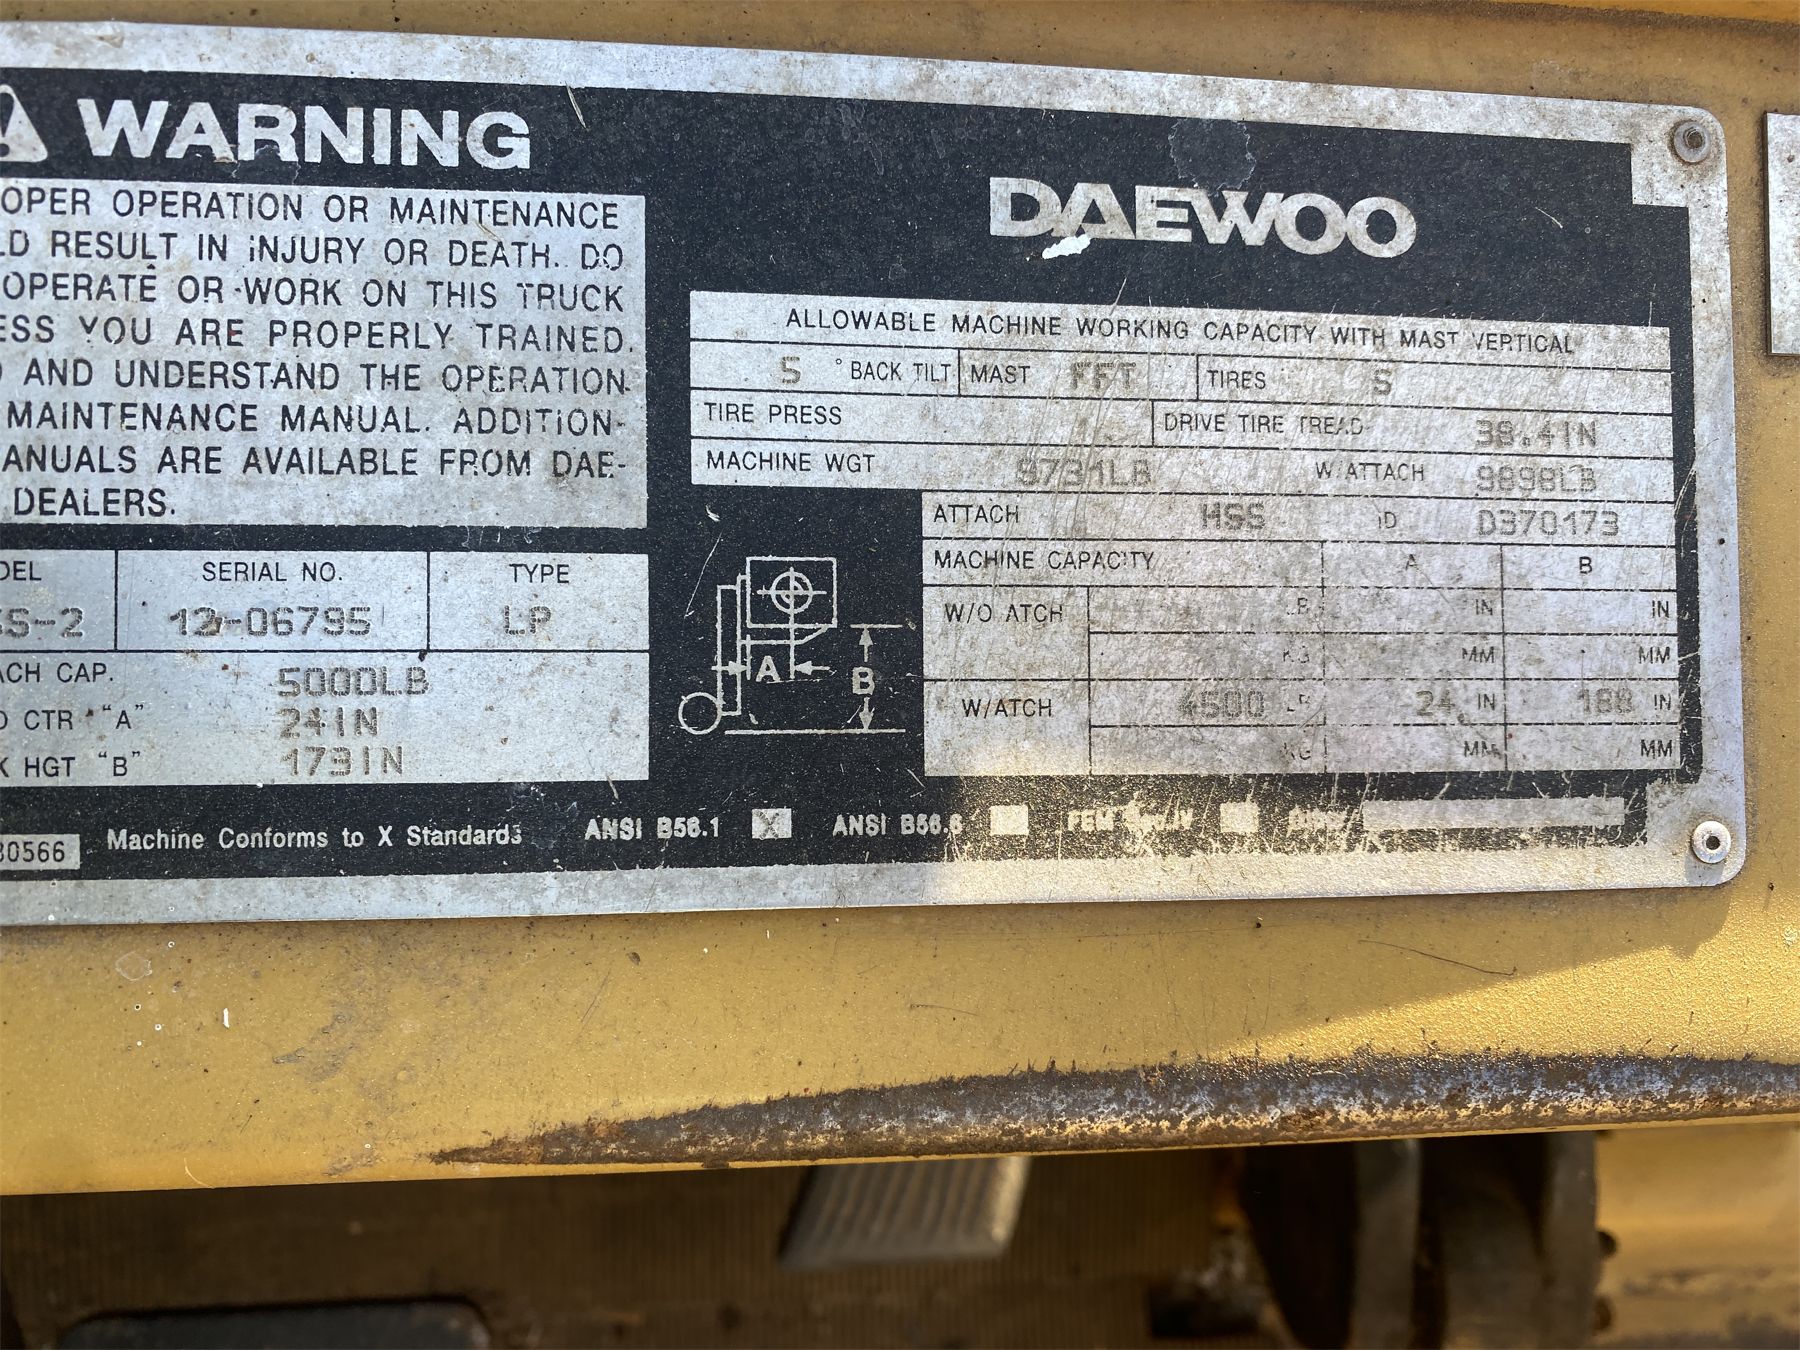 WARNING
OPER OPERATION OR MAINTENANCE
LD RESULT IN INJURY OR DEATH. DO
OPERATE OR WORK ON THIS TRUCK
ESS YOU ARE PROPERLY TRAINED.
AND UNDERSTAND THE OPERATION
MAINTENANCE MANUAL. ADDITION-
ANUALS ARE AVAILABLE FROM DAE-
DEALERS.
DEL SERIAL NO. TYPE
5S-2 12-06795 LP
ACH CAP. 5000LB
D CTR "A" 24IN
K HGT "B" 173IN
30566 Machine Conforms to X Standards ANSI B56.1 X ANSI B56.6 FEM
DAEWOO
ALLOWABLE MACHINE WORKING CAPACITY WITH MAST VERTICAL
5 ° BACK TILT MAST FFT TIRES S
TIRE PRESS DRIVE TIRE TREAD 38.4IN
MACHINE WGT 9731LB W/ATTACH 9898LB
ATTACH HSS ID D370173
MACHINE CAPACITY A B
W/O ATCH LB IN IN
KG MM MM
W/ATCH 4500 LB 24 IN 188 IN
KG MM MM
A
B